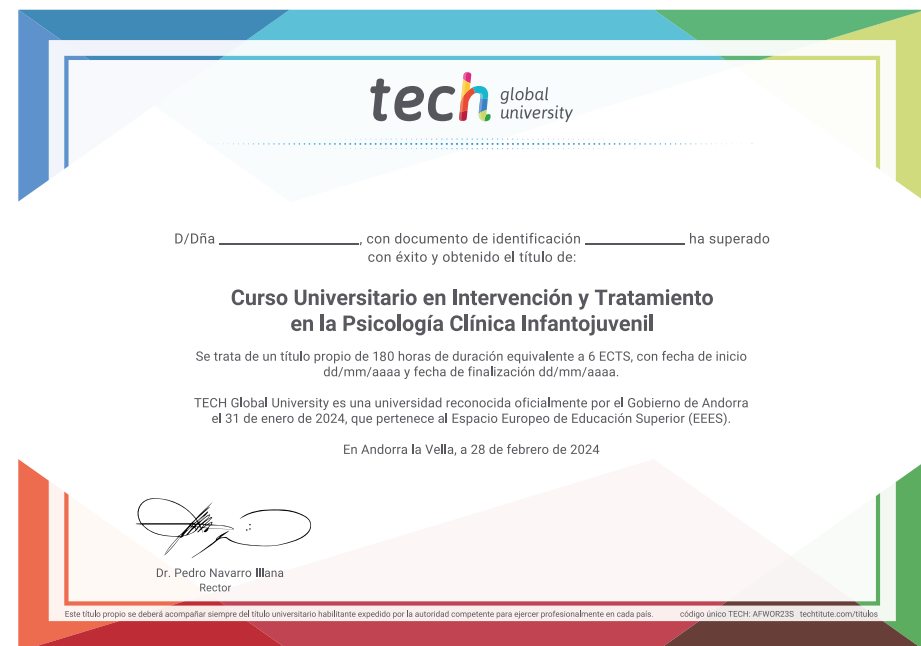 tech global university
D/Dña ________________, con documento de identificación ____________ ha superado
con éxito y obtenido el título de:
Curso Universitario en Intervención y Tratamiento
en la Psicología Clínica Infantojuvenil
Se trata de un título propio de 180 horas de duración equivalente a 6 ECTS, con fecha de inicio
dd/mm/aaaa y fecha de finalización dd/mm/aaaa.
TECH Global University es una universidad reconocida oficialmente por el Gobierno de Andorra
el 31 de enero de 2024, que pertenece al Espacio Europeo de Educación Superior (EEES).
En Andorra la Vella, a 28 de febrero de 2024
Dr. Pedro Navarro Illana
Rector
Este título propio se deberá acompañar siempre del título universitario habilitante expedido por la autoridad competente para ejercer profesionalmente en cada país. código único TECH: AFWOR23S techtitute.com/titulos